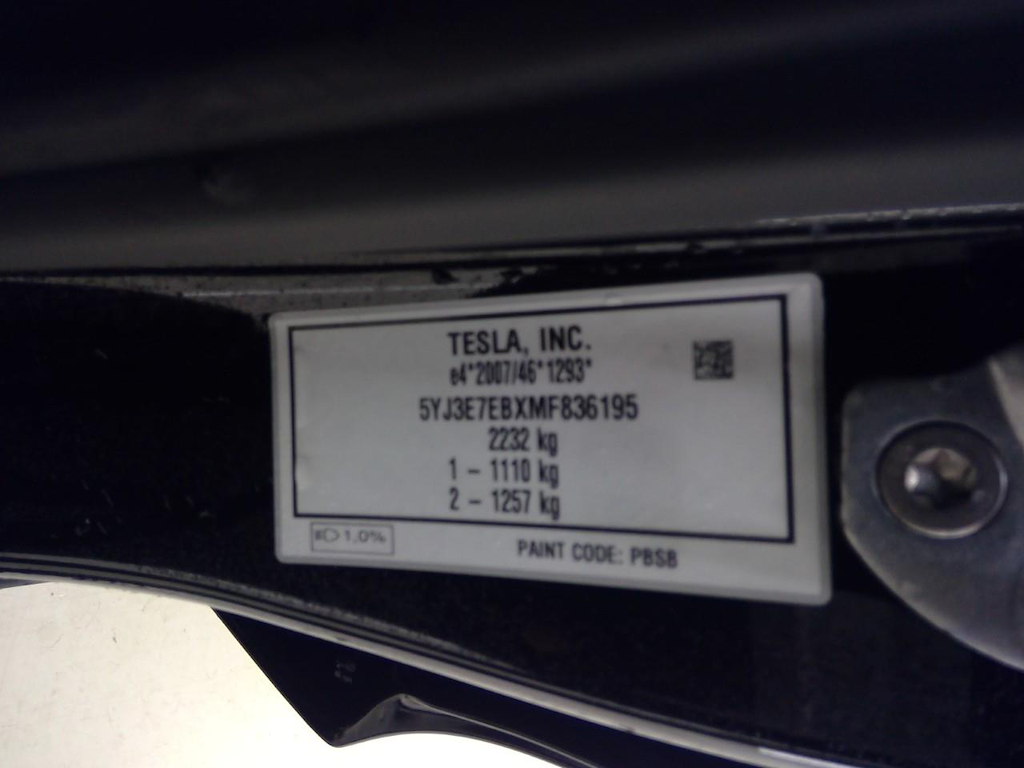 TESLA, INC.
e4*2007/46*1293*
5YJ3E7EBXMF836195
2232 kg
1 - 1110 kg
2 - 1257 kg
1,0%
PAINT CODE: PBSB